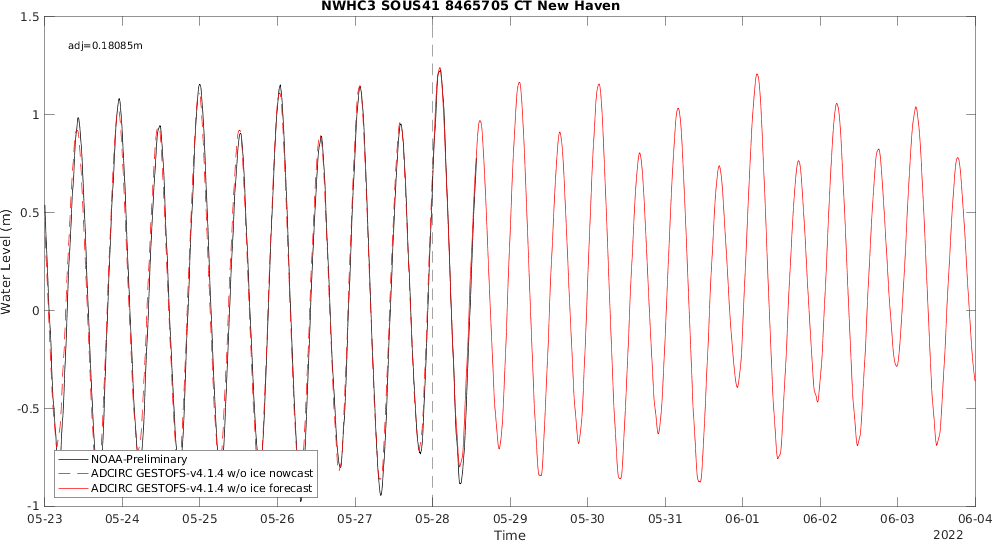 NWHC3 SOUS41 8465705 CT New Haven
1.5
adj=0.18085m
1
0.5
Water Level (m)
0
-0.5
NOAA-Preliminary
ADCIRC GESTOFS-v4.1.4 w/o ice nowcast
ADCIRC GESTOFS-v4.1.4 w/o ice forecast
-1
05-23 05-24 05-25 05-26 05-27 05-28 05-29 05-30 05-31 06-01 06-02 06-03 06-04
Time
2022